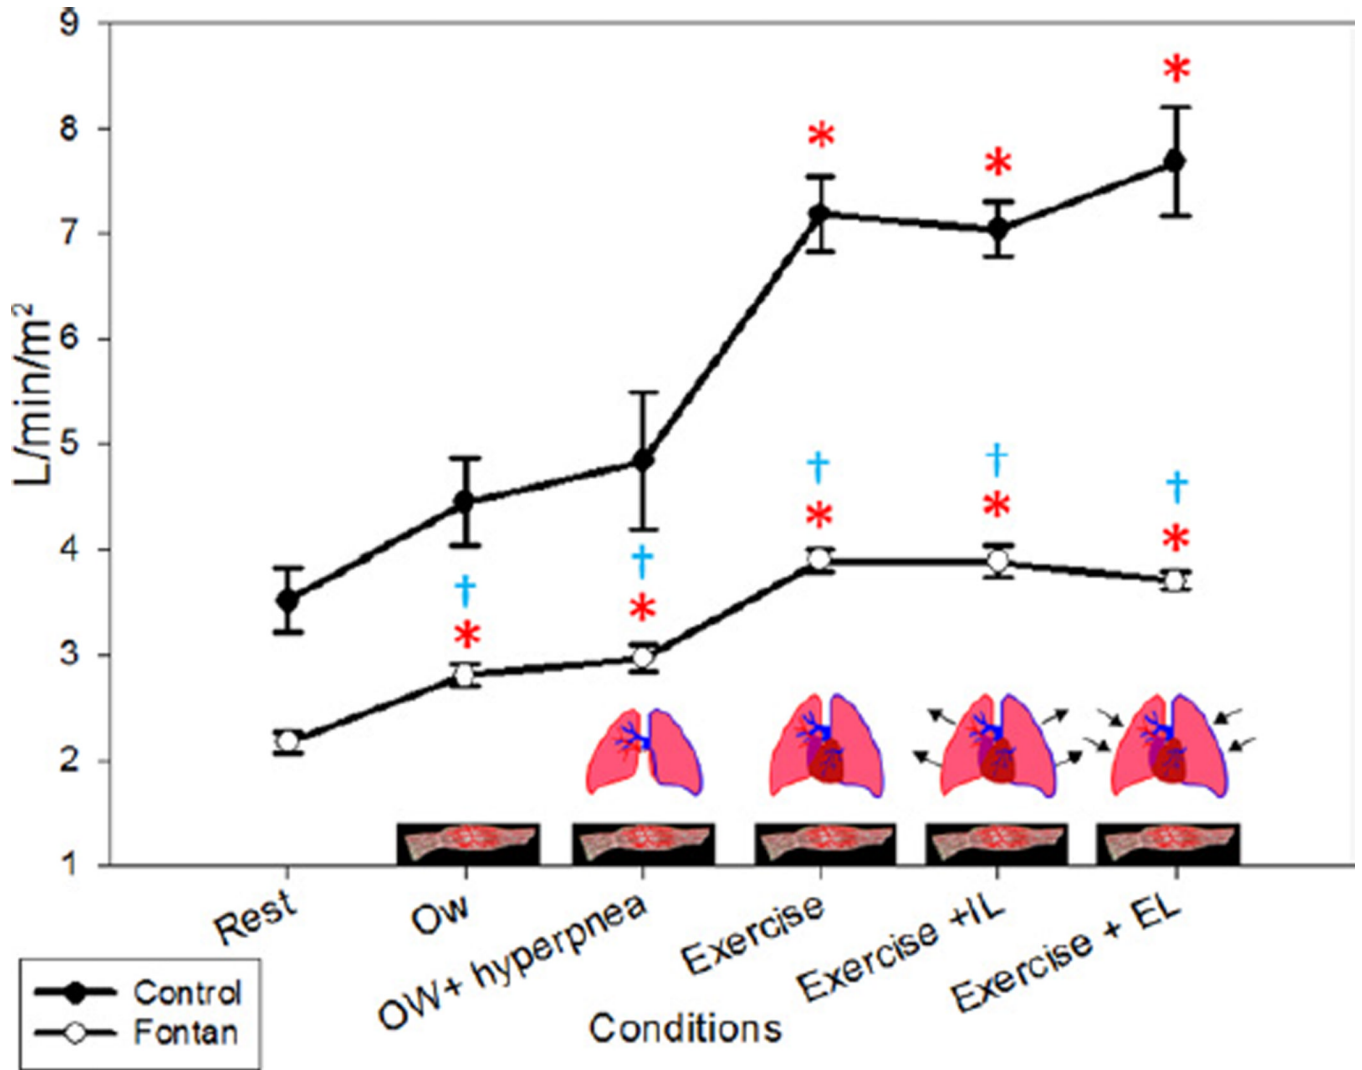 9
8
7
6
5
4
3
2
1
L/min/m²
*
*
*
†
*
†
*
†
*
†
*
†
*
Rest
Ow
OW+ hyperpnea
Exercise
Exercise +IL
Exercise + EL
Conditions
Control
Fontan